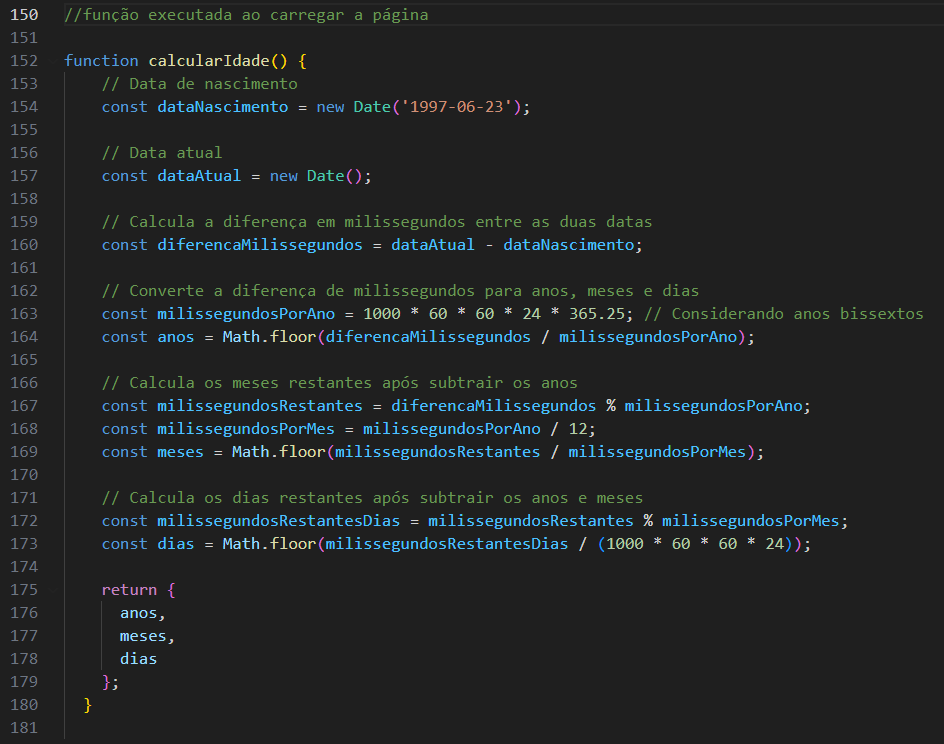 150 //função executada ao carregar a página
151
152 function calcularIdade() {
153 // Data de nascimento
154 const dataNascimento = new Date('1997-06-23');
155
156 // Data atual
157 const dataAtual = new Date();
158
159 // Calcula a diferença em milissegundos entre as duas datas
160 const diferencaMilissegundos = dataAtual - dataNascimento;
161
162 // Converte a diferença de milissegundos para anos, meses e dias
163 const milissegundosPorAno = 1000 * 60 * 60 * 24 * 365.25; // Considerando anos bissextos
164 const anos = Math.floor(diferencaMilissegundos / milissegundosPorAno);
165
166 // Calcula os meses restantes após subtrair os anos
167 const milissegundosRestantes = diferencaMilissegundos % milissegundosPorAno;
168 const milissegundosPorMes = milissegundosPorAno / 12;
169 const meses = Math.floor(milissegundosRestantes / milissegundosPorMes);
170
171 // Calcula os dias restantes após subtrair os anos e meses
172 const milissegundosRestantesDias = milissegundosRestantes % milissegundosPorMes;
173 const dias = Math.floor(milissegundosRestantesDias / (1000 * 60 * 60 * 24));
174
175 return {
176 anos,
177 meses,
178 dias
179 };
180 }
181